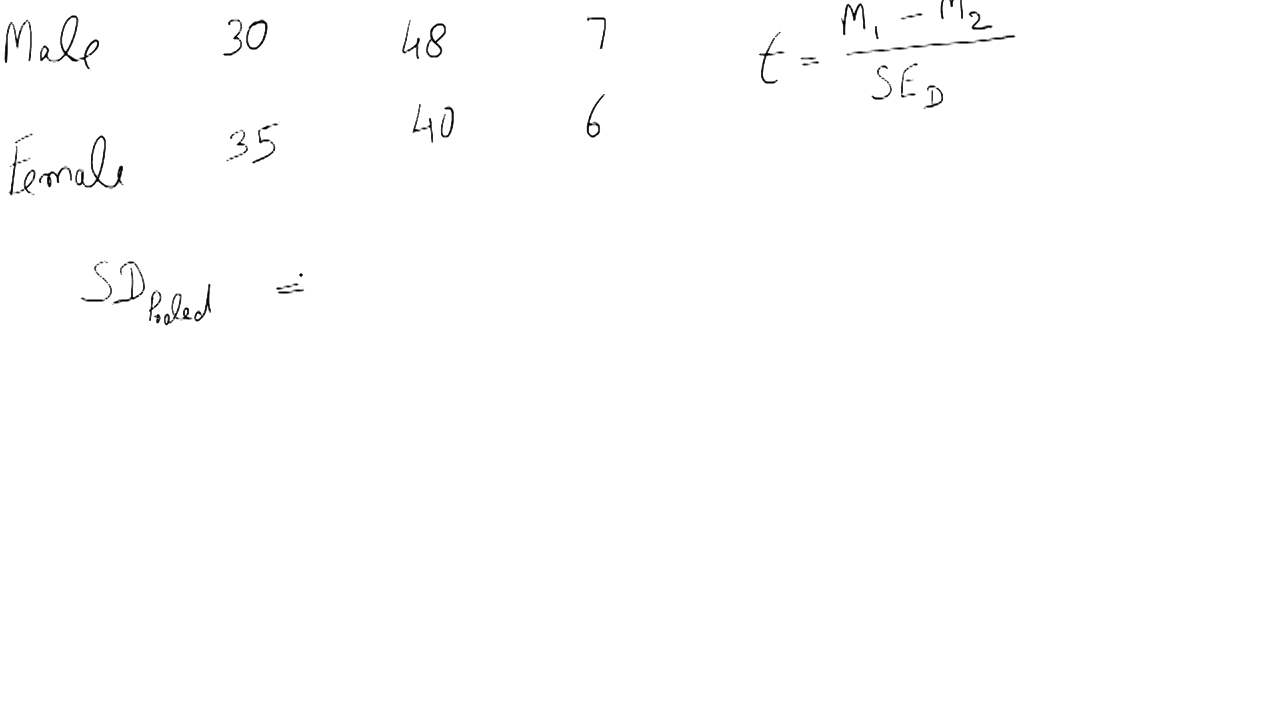 Male 30 48 7
t = M1 - M2
SED
Female 35 40 6
SDPooled =